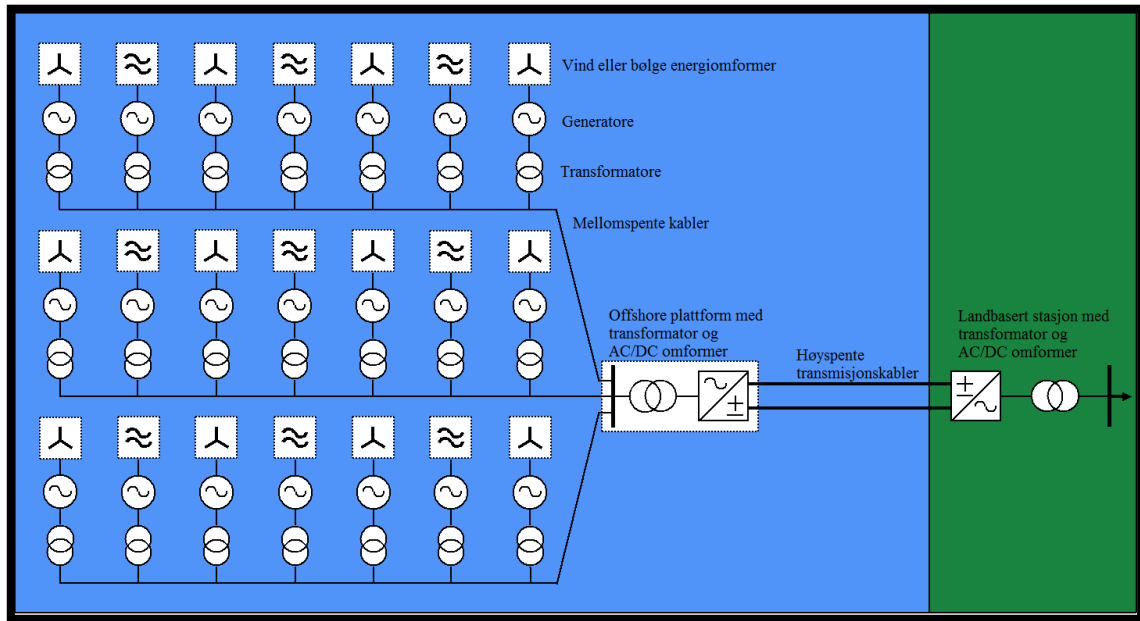 Vind eller bølge energiomformer
Generatore
Transformatore
Mellomspente kabler
Offshore plattform med
transformator og
AC/DC omformer
Høyspente
transmisjonskabler
Landbasert stasjon med
transformator og
AC/DC omformer